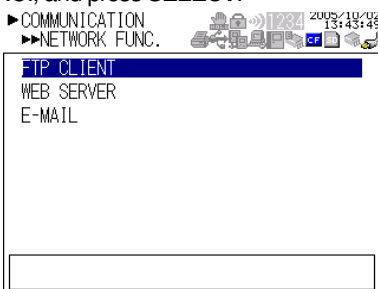 ►COMMUNICATION
►►NETWORK FUNC.
1234
2005/10/02
13:43:49
CF
SD
FTP CLIENT
WEB SERVER
E-MAIL